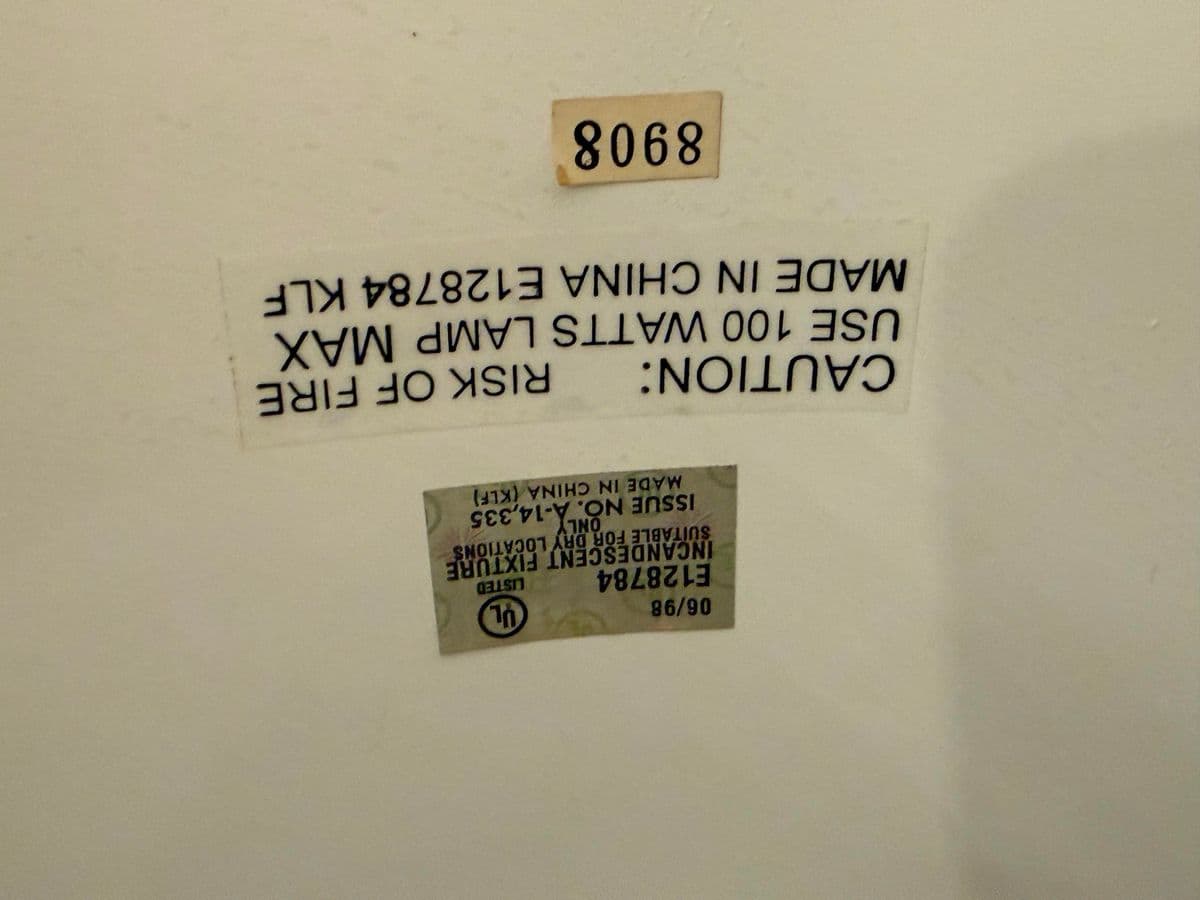 06/98 UL
E128784 LISTED
INCANDESCENT FIXTURE
SUITABLE FOR DRY LOCATIONS
ONLY
ISSUE NO. A-14,335
MADE IN CHINA (KLF)
CAUTION: RISK OF FIRE
USE 100 WATTS LAMP MAX
MADE IN CHINA E128784 KLF
8908